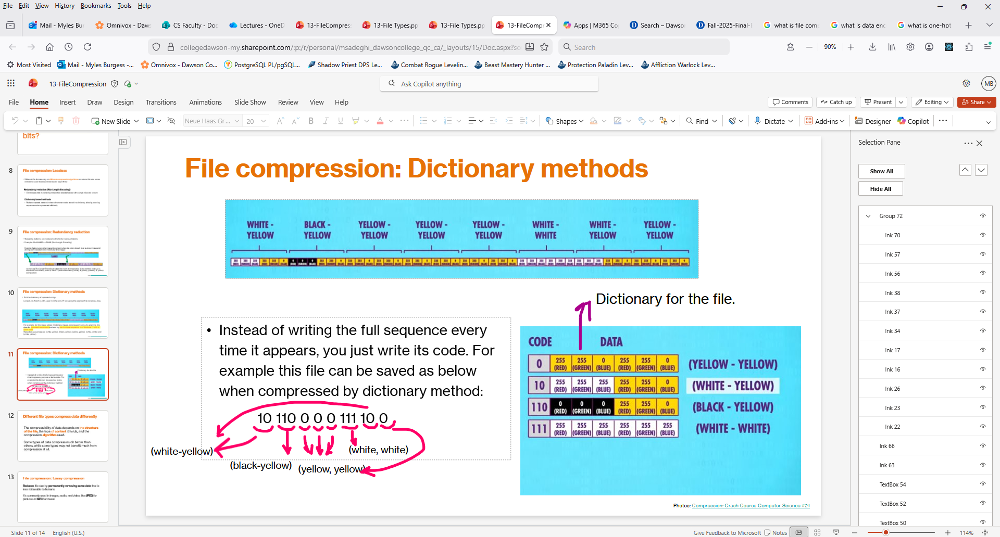 File Edit View History Bookmarks Tools Help
Mail - Myles Bu
Omnivox - Daws
CS Faculty - Doc
Lectures - OneD
13-FileCompres
13-File Types.pp
13-File Types.pp
13-FileCompr
Apps | M365 Co
Search – Dawso
Fall-2025-Final-
what is file comp
what is data enc
what is one-hot
collegedawson-my.sharepoint.com/:p:/r/personal/msadeghi_dawsoncollege_qc_ca/_layouts/15/Doc.aspx?so
Search
90%
Most Visited
Mail - Myles Burgess -...
Omnivox - Dawson Co...
PostgreSQL PL/pgSQL...
Shadow Priest DPS Le...
Combat Rogue Levelin...
Beast Mastery Hunter ...
Protection Paladin Lev...
Affliction Warlock Lev...
13-FileCompression
Ask Copilot anything
MB
File Home Insert Draw Design Transitions Animations Slide Show Review View Help
Comments Catch up Present Editing Share
New Slide
Neue Haas Gr ...
20
Shapes
Find
Dictate
Add-ins
Designer
Copilot
bits?
8
File compression: Lossless
9
File compression: Redundancy reduction
10
File compression: Dictionary methods
11
File compression: Dictionary methods
12
Different file types compress data differently
The compressibility of data depends on the structure
of the file, the type of content it holds, and the
compression algorithm used.
Some types of data compress much better than
others, while some types may not benefit much from
compression at all.
13
File compression: Lossy compression
Reduces file size by permanently removing some data that is
less noticeable to humans.
It's commonly used in images, audio, and video, like JPEG for
pictures or MP3 for music.
File compression: Dictionary methods
WHITE - YELLOW
BLACK - YELLOW
YELLOW - YELLOW
YELLOW - YELLOW
YELLOW - YELLOW
WHITE - WHITE
WHITE - YELLOW
YELLOW - YELLOW
Dictionary for the file.
• Instead of writing the full sequence every
time it appears, you just write its code. For
example this file can be saved as below
when compressed by dictionary method:
10 110 0 0 0 111 10 0
(white-yellow)
(black-yellow)
(yellow, yellow)
(white, white)
CODE DATA
0 255 (RED) 255 (GREEN) 0 (BLUE) 255 (RED) 255 (GREEN) 0 (BLUE) (YELLOW - YELLOW)
10 255 (RED) 255 (GREEN) 255 (BLUE) 255 (RED) 255 (GREEN) 0 (BLUE) (WHITE - YELLOW)
110 0 (RED) 0 (GREEN) 0 (BLUE) 255 (RED) 255 (GREEN) 0 (BLUE) (BLACK - YELLOW)
111 255 (RED) 255 (GREEN) 255 (BLUE) 255 (RED) 255 (GREEN) 255 (BLUE) (WHITE - WHITE)
Photos: Compression: Crash Course Computer Science #21
Selection Pane
Show All
Hide All
Group 72
Ink 70
Ink 57
Ink 56
Ink 38
Ink 37
Ink 34
Ink 17
Ink 16
Ink 26
Ink 23
Ink 22
Ink 66
Ink 63
TextBox 54
TextBox 52
TextBox 50
Slide 11 of 14
English (U.S.)
Give Feedback to Microsoft
Notes
114%